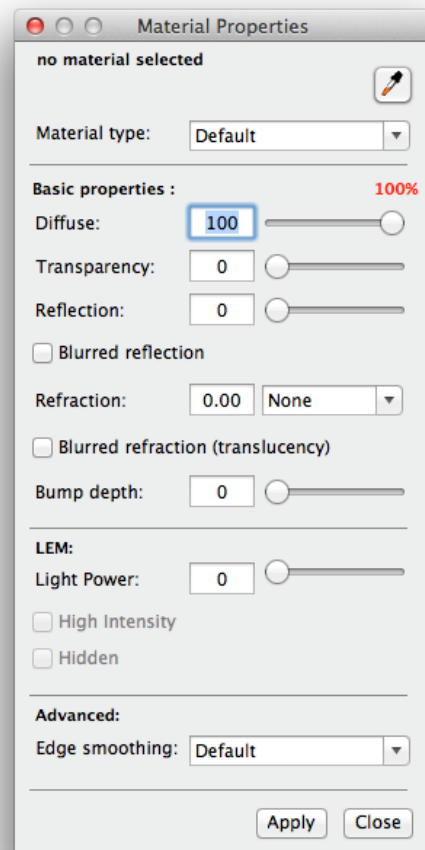 Material Properties
no material selected
Material type: Default
Basic properties : 100%
Diffuse: 100
Transparency: 0
Reflection: 0
Blurred reflection
Refraction: 0.00 None
Blurred refraction (translucency)
Bump depth: 0
LEM:
Light Power: 0
High Intensity
Hidden
Advanced:
Edge smoothing: Default
Apply Close